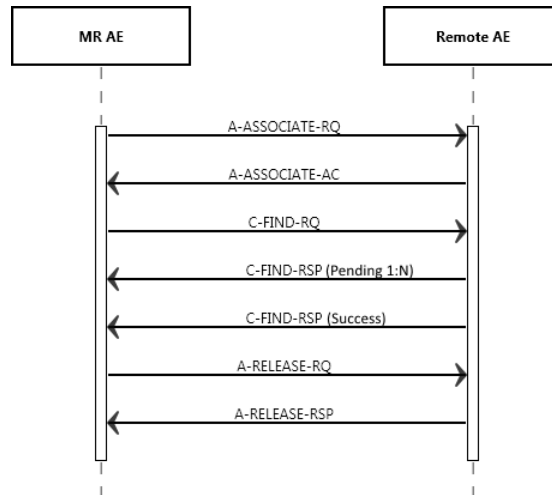 MR AE
Remote AE
A-ASSOCIATE-RQ
A-ASSOCIATE-AC
C-FIND-RQ
C-FIND-RSP (Pending 1:N)
C-FIND-RSP (Success)
A-RELEASE-RQ
A-RELEASE-RSP